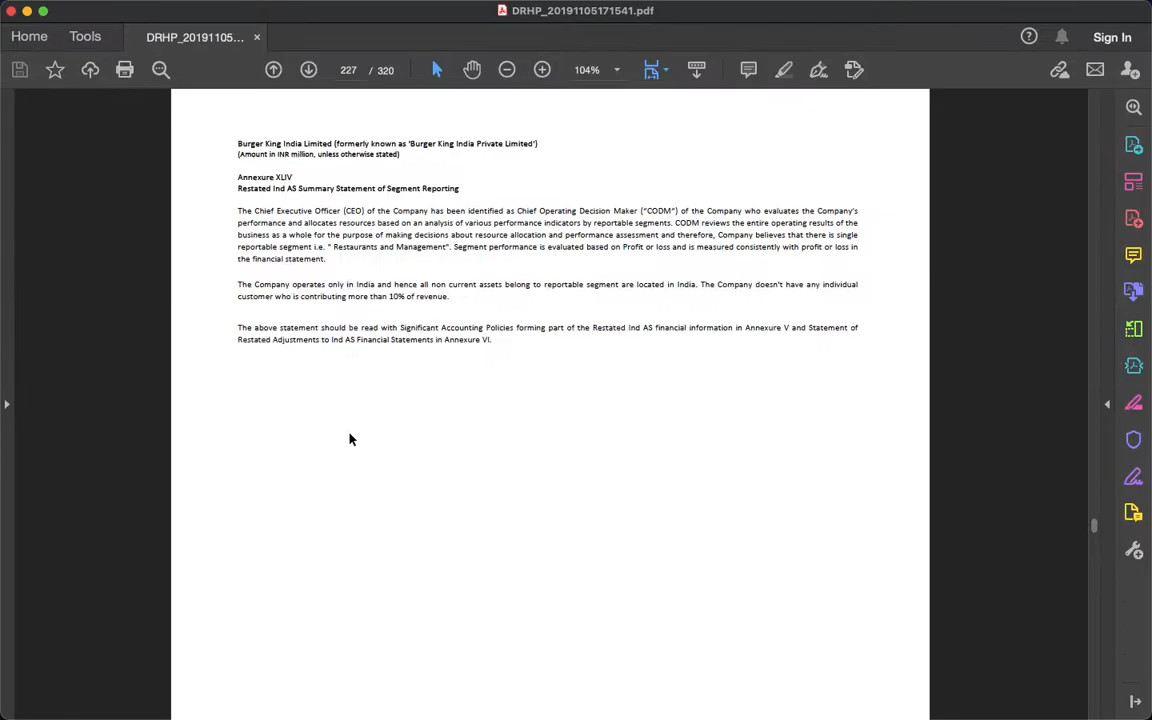 DRHP_20191105171541.pdf
Home Tools DRHP_20191105... × Sign In
227 / 320 104%
Burger King India Limited (formerly known as 'Burger King India Private Limited')
(Amount in INR million, unless otherwise stated)
Annexure XLIV
Restated Ind AS Summary Statement of Segment Reporting
The Chief Executive Officer (CEO) of the Company has been identified as Chief Operating Decision Maker ("CODM") of the Company who evaluates the Company's
performance and allocates resources based on an analysis of various performance indicators by reportable segments. CODM reviews the entire operating results of the
business as a whole for the purpose of making decisions about resource allocation and performance assessment and therefore, Company believes that there is single
reportable segment i.e. " Restaurants and Management". Segment performance is evaluated based on Profit or loss and is measured consistently with profit or loss in
the financial statement.
The Company operates only in India and hence all non current assets belong to reportable segment are located in India. The Company doesn't have any individual
customer who is contributing more than 10% of revenue.
The above statement should be read with Significant Accounting Policies forming part of the Restated Ind AS financial information in Annexure V and Statement of
Restated Adjustments to Ind AS Financial Statements in Annexure VI.